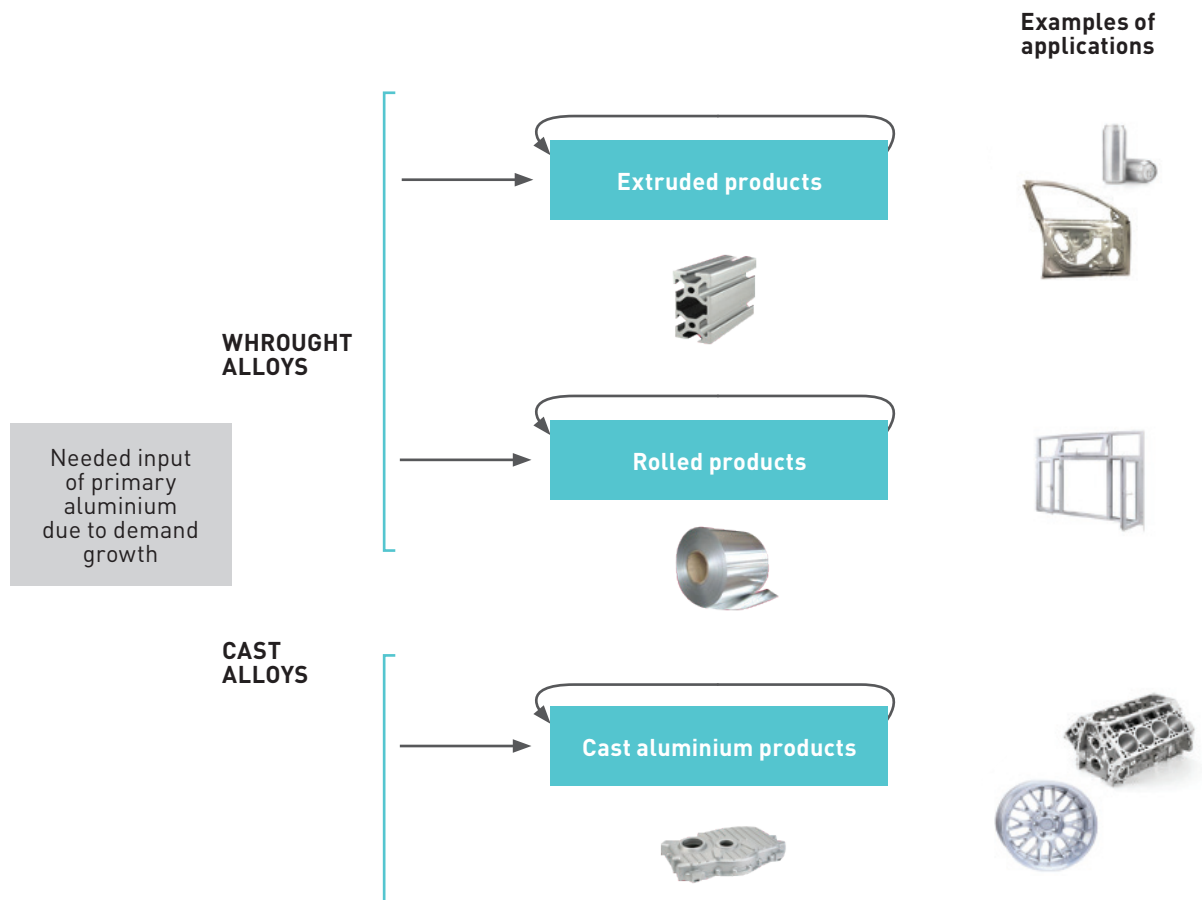 Examples of
applications
Extruded products
WHROUGHT
ALLOYS
Rolled products
Needed input
of primary
aluminium
due to demand
growth
CAST
ALLOYS
Cast aluminium products